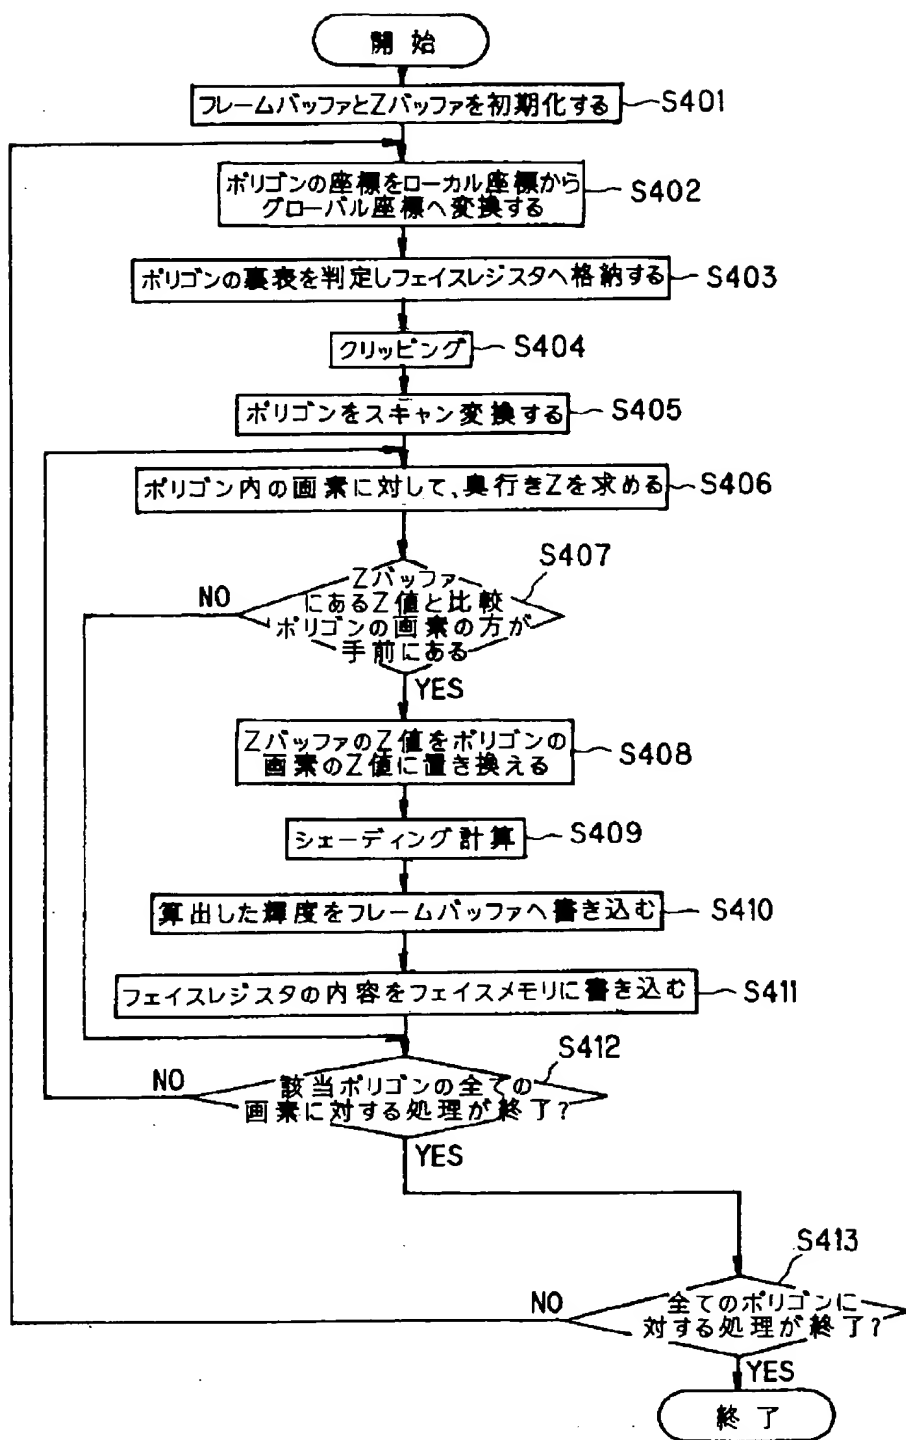 開始
フレームバッファとZバッファを初期化する
S401
ポリゴンの座標をローカル座標から
グローバル座標へ変換する
S402
ポリゴンの裏表を判定しフェイスレジスタへ格納する
S403
クリッピング
S404
ポリゴンをスキャン変換する
S405
ポリゴン内の画素に対して、奥行きZを求める
S406
S407
Zバッファ
にあるZ値と比較
ポリゴンの画素の方が
手前にある
NO
YES
Zバッファのz値をポリゴンの
画素のZ値に置き換える
S408
シェーディング計算
S409
算出した輝度をフレームバッファへ書き込む
S410
フェイスレジスタの内容をフェイスメモリに書き込む
S411
S412
NO
該当ポリゴンの全ての
画素に対する処理が終了?
YES
S413
NO
全てのポリゴンに
対する処理が終了?
YES
終了